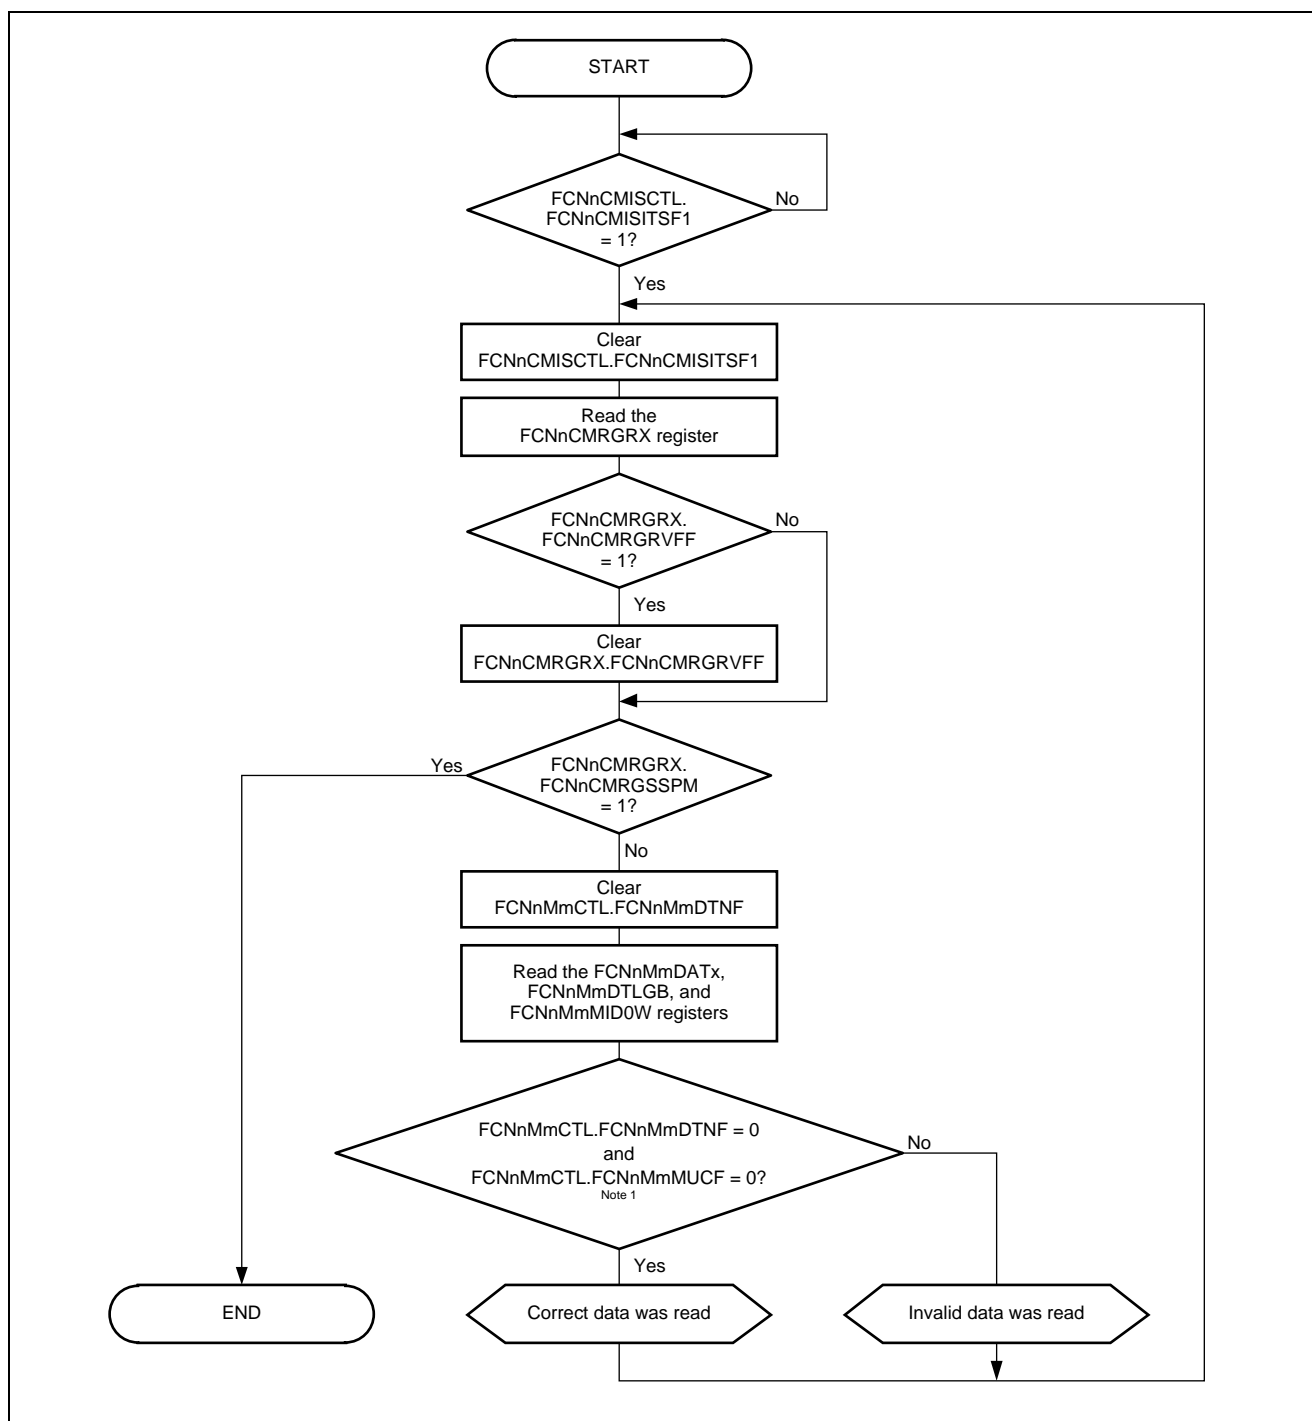 START
FCNnCMISCTL.
FCNnCMISITSF1
= 1?
No
Yes
Clear
FCNnCMISCTL.FCNnCMISITSF1
Read the
FCNnCMRGRX register
FCNnCMRGRX.
FCNnCMRGRVFF
= 1?
No
Yes
Clear
FCNnCMRGRX.FCNnCMRGRVFF
FCNnCMRGRX.
FCNnCMRGSSPM
= 1?
Yes
No
Clear
FCNnMmCTL.FCNnMmDTNF
Read the FCNnMmDATx,
FCNnMmDTLGB, and
FCNnMmMID0W registers
FCNnMmCTL.FCNnMmDTNF = 0
and
FCNnMmCTL.FCNnMmMUCF = 0?
Note 1
No
Yes
END
Correct data was read
Invalid data was read